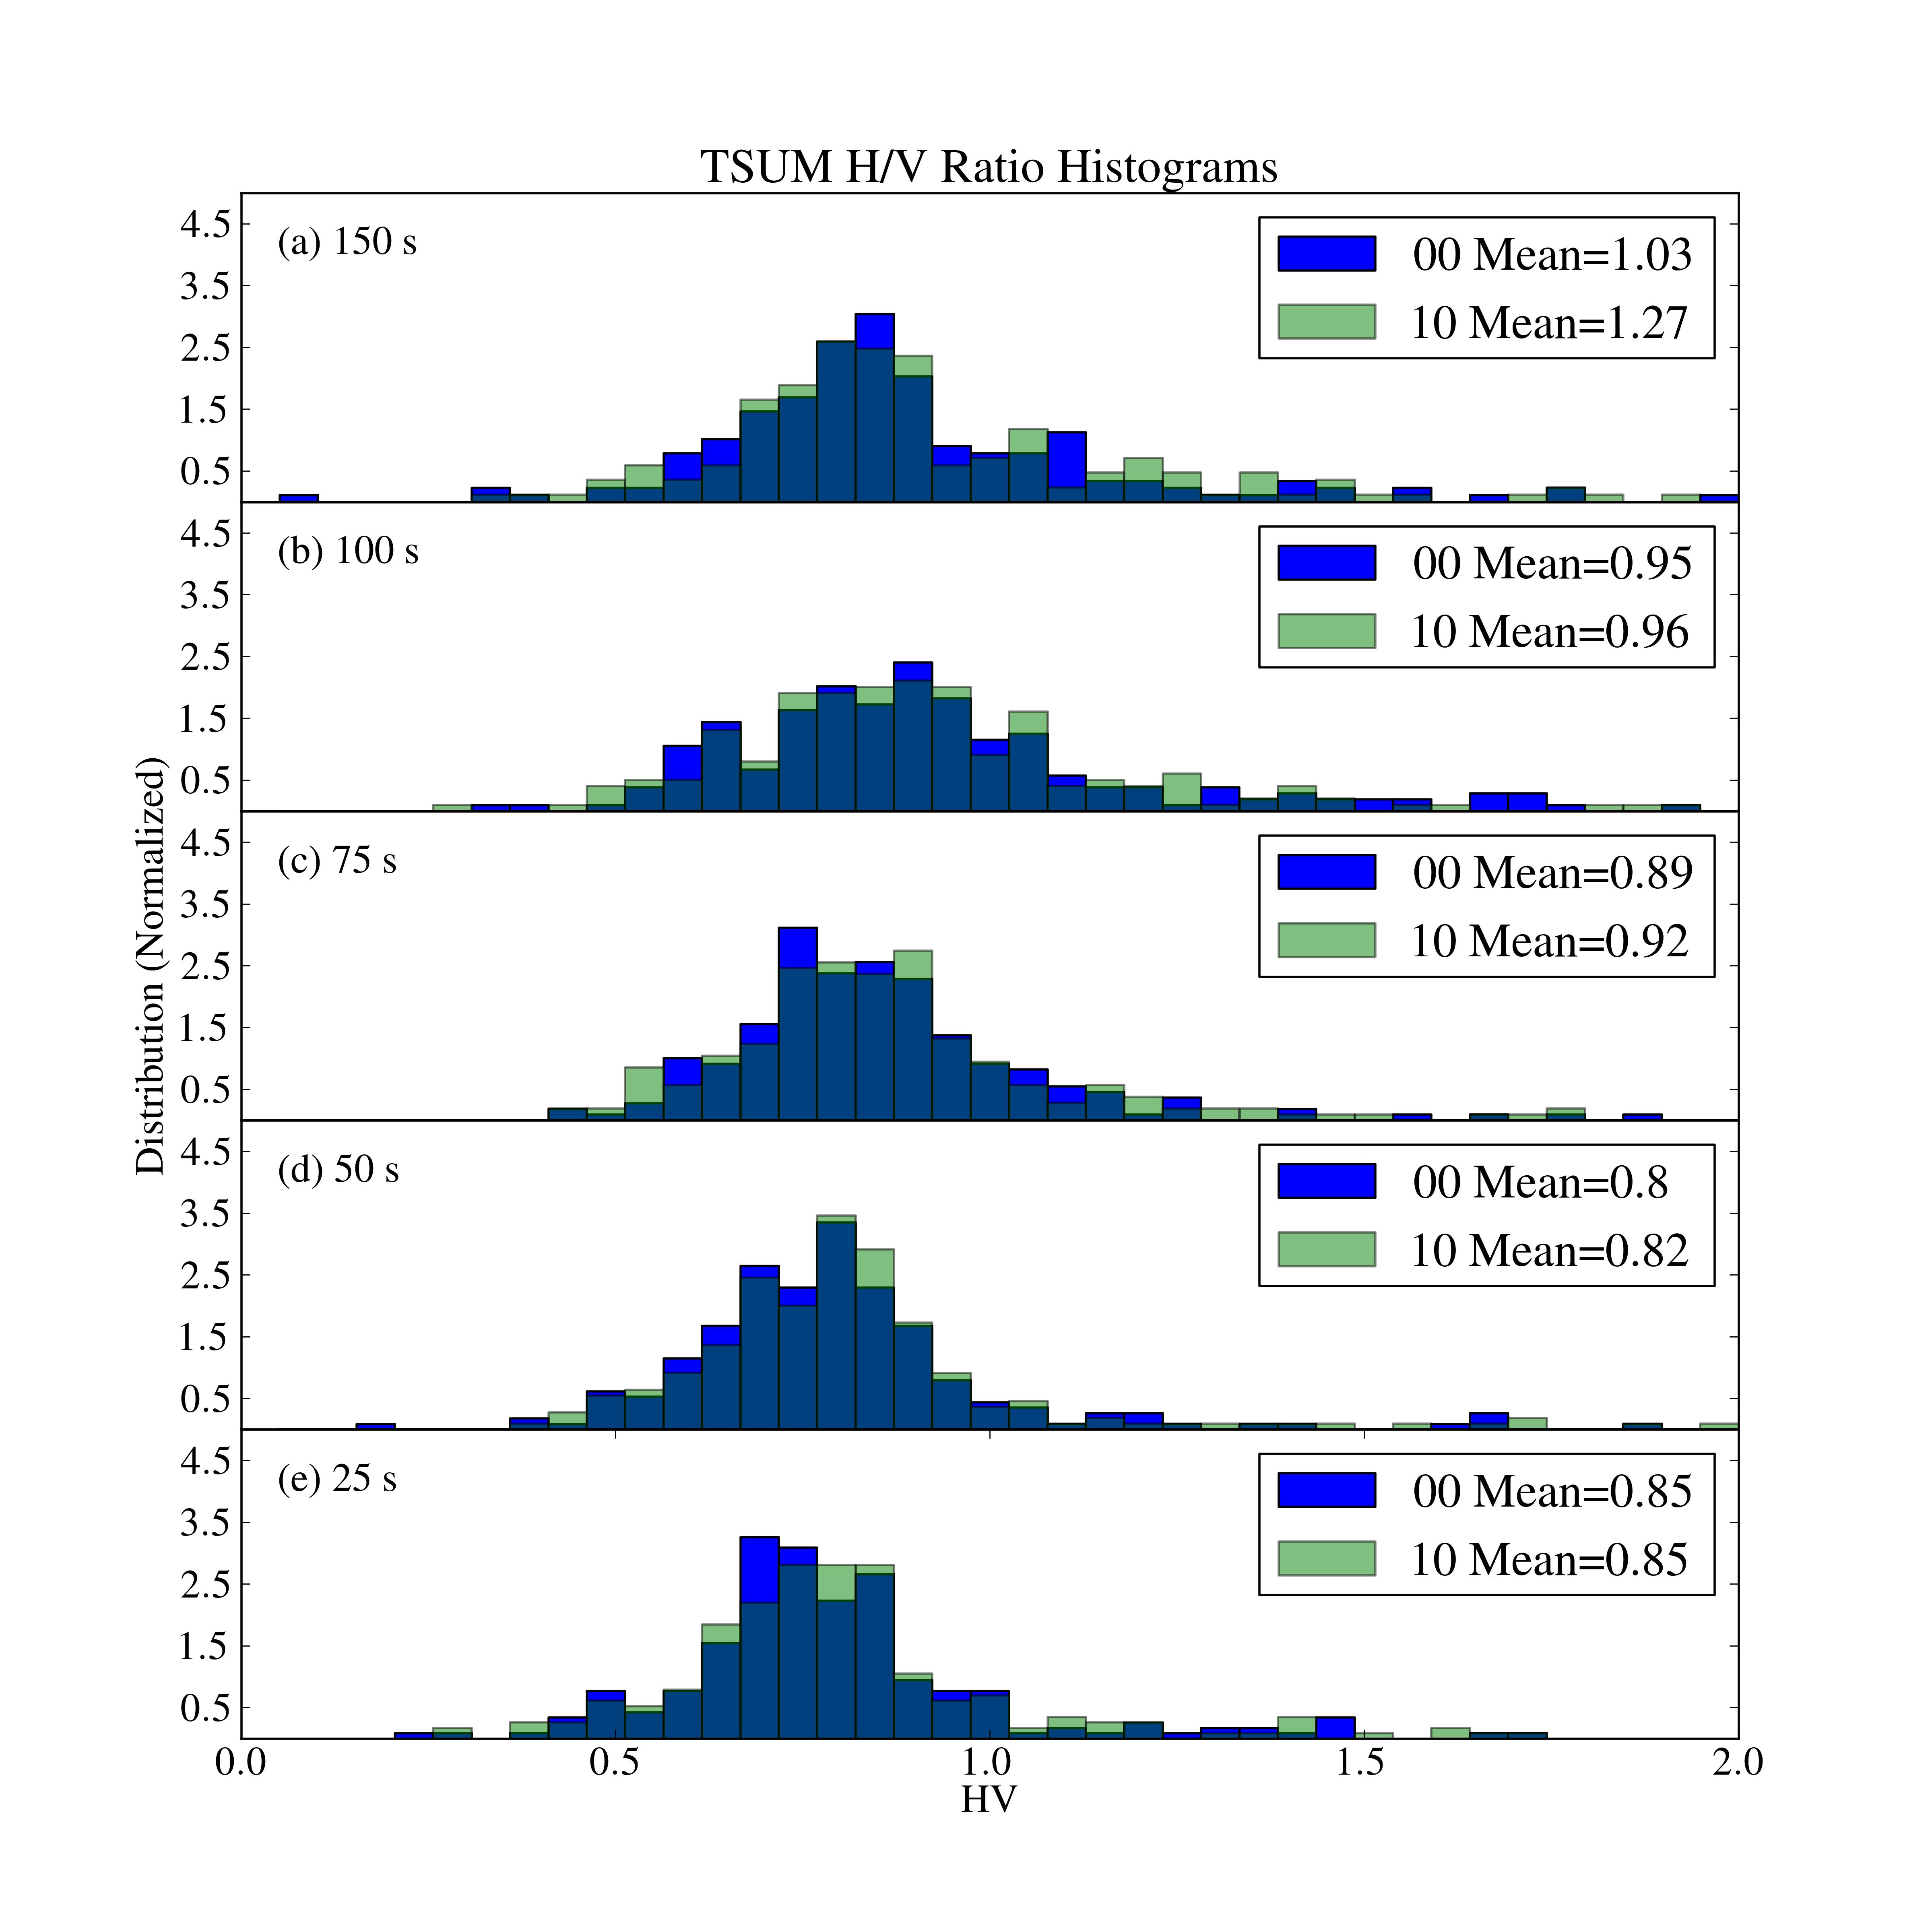 TSUM H/V Ratio Histograms
Distribution (Normalized)
4.5
3.5
2.5
1.5
0.5
(a) 150 s
00 Mean=1.03
10 Mean=1.27
4.5
3.5
2.5
1.5
0.5
(b) 100 s
00 Mean=0.95
10 Mean=0.96
4.5
3.5
2.5
1.5
0.5
(c) 75 s
00 Mean=0.89
10 Mean=0.92
4.5
3.5
2.5
1.5
0.5
(d) 50 s
00 Mean=0.8
10 Mean=0.82
4.5
3.5
2.5
1.5
0.5
(e) 25 s
00 Mean=0.85
10 Mean=0.85
0.0 0.5 1.0 1.5 2.0
HV